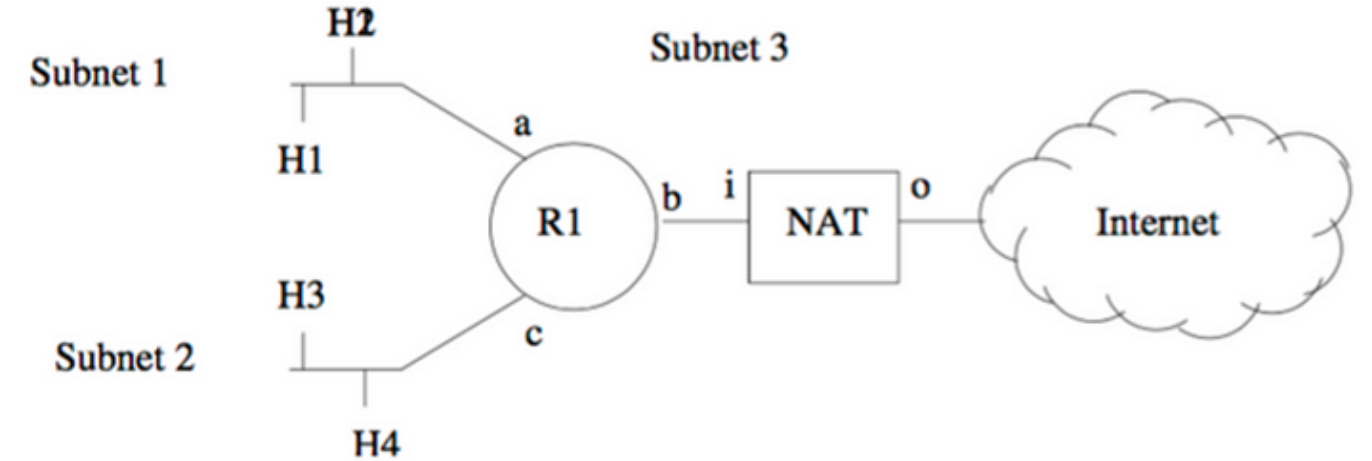 H2
Subnet 3
Subnet 1
a
H1
b
i
o
R1
NAT
Internet
H3
c
Subnet 2
H4